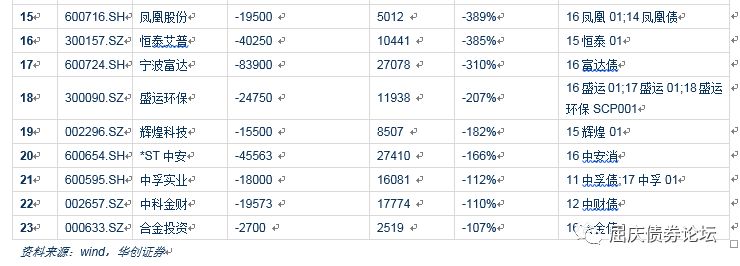 15 600716.SH 凤凰股份 -19500 5012 -389% 16 凤凰 01;14 凤凰债
16 300157.SZ 恒泰艾普 -40250 10441 -385% 15 恒泰 01
17 600724.SH 宁波富达 -83900 27078 -310% 16 富达债
18 300090.SZ 盛运环保 -24750 11938 -207% 16 盛运 01;17 盛运 01;18 盛运
环保 SCP001
19 002296.SZ 辉煌科技 -15500 8507 -182% 15 辉煌 01
20 600654.SH *ST 中安 -45563 27410 -166% 16 中安消
21 600595.SH 中孚实业 -18000 16081 -112% 11 中孚债;17 中孚 01
22 002657.SZ 中科金财 -19573 17774 -110% 12 中财债
23 000633.SZ 合金投资 -2700 2519 -107% 金债
资料来源：wind，华创证券
屈庆债券论坛